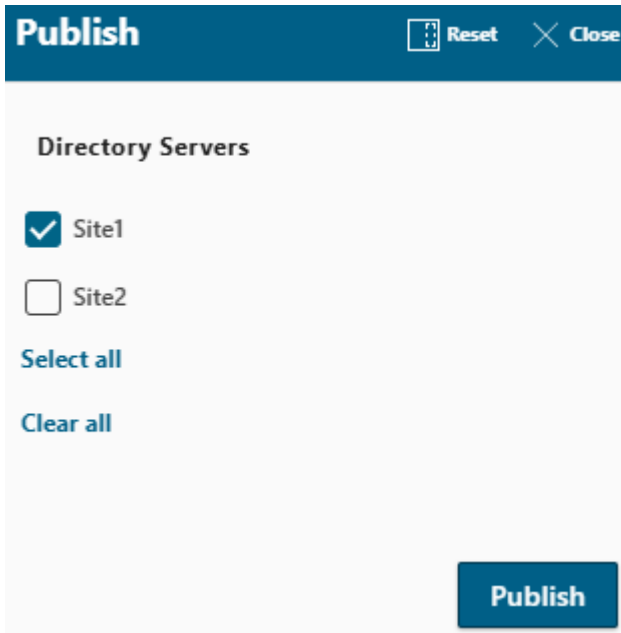 Publish Reset Close
Directory Servers
Site1
Site2
Select all
Clear all
Publish